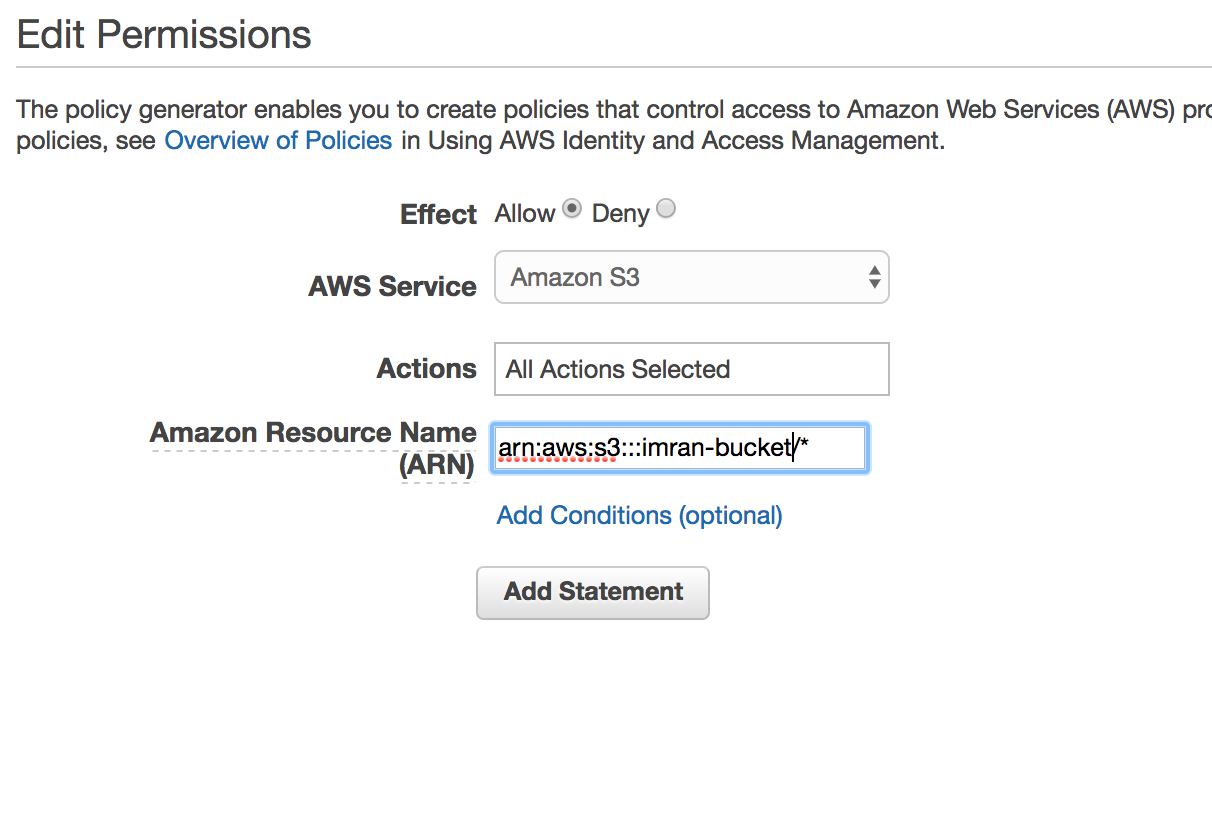 Edit Permissions
The policy generator enables you to create policies that control access to Amazon Web Services (AWS)
policies, see Overview of Policies in Using AWS Identity and Access Management.
Effect Allow Deny
AWS Service Amazon S3
Actions All Actions Selected
Amazon Resource Name
(ARN) arn:aws:s3:::imran-bucket/*
Add Conditions (optional)
Add Statement